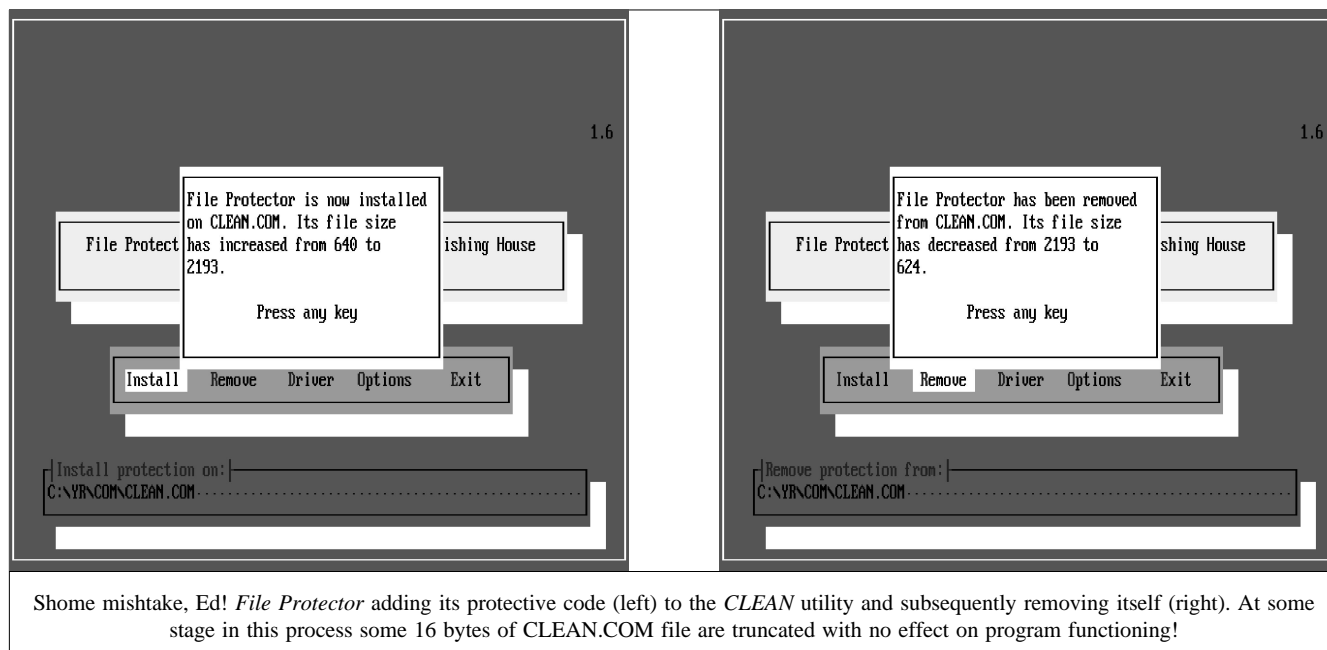 1.6
File Protector is now installed
on CLEAN.COM. Its file size
File Protect has increased from 640 to ishing House
2193.
Press any key
Install Remove Driver Options Exit
Install protection on:
C:\YR\COM\CLEAN.COM
1.6
File Protector has been removed
from CLEAN.COM. Its file size
File Protect has decreased from 2193 to shing House
624.
Press any key
Install Remove Driver Options Exit
Remove protection from:
C:\YR\COM\CLEAN.COM
Shome mishtake, Ed! File Protector adding its protective code (left) to the CLEAN utility and subsequently removing itself (right). At some
stage in this process some 16 bytes of CLEAN.COM file are truncated with no effect on program functioning!